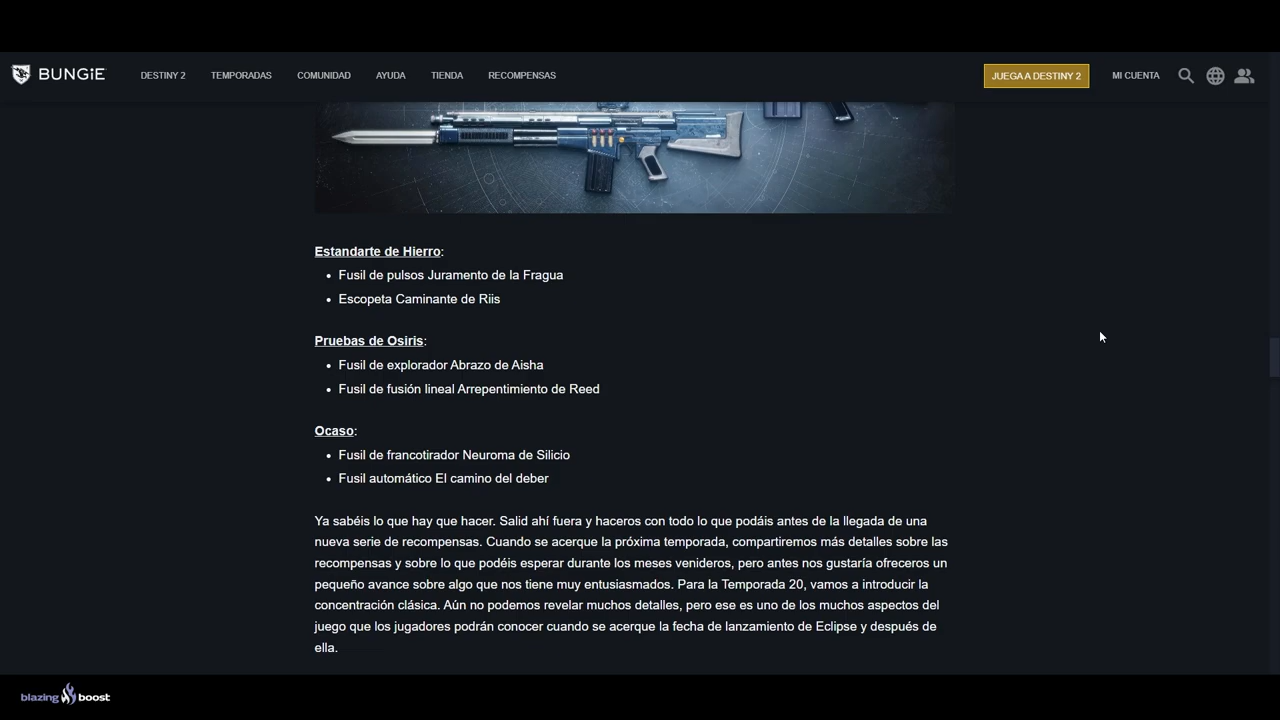 BUNGiE
DESTINY 2
TEMPORADAS
COMUNIDAD
AYUDA
TIENDA
RECOMPENSAS
JUEGA A DESTINY 2
MI CUENTA
Estandarte de Hierro:
• Fusil de pulsos Juramento de la Fragua
• Escopeta Caminante de Riis
Pruebas de Osiris:
• Fusil de explorador Abrazo de Aisha
• Fusil de fusión lineal Arrepentimiento de Reed
Ocaso:
• Fusil de francotirador Neuroma de Silicio
• Fusil automático El camino del deber
Ya sabéis lo que hay que hacer. Salid ahí fuera y haceros con todo lo que podáis antes de la llegada de una
nueva serie de recompensas. Cuando se acerque la próxima temporada, compartiremos más detalles sobre las
recompensas y sobre lo que podéis esperar durante los meses venideros, pero antes nos gustaría ofreceros un
pequeño avance sobre algo que nos tiene muy entusiasmados. Para la Temporada 20, vamos a introducir la
concentración clásica. Aún no podemos revelar muchos detalles, pero ese es uno de los muchos aspectos del
juego que los jugadores podrán conocer cuando se acerque la fecha de lanzamiento de Eclipse y después de
ella.
blazing boost